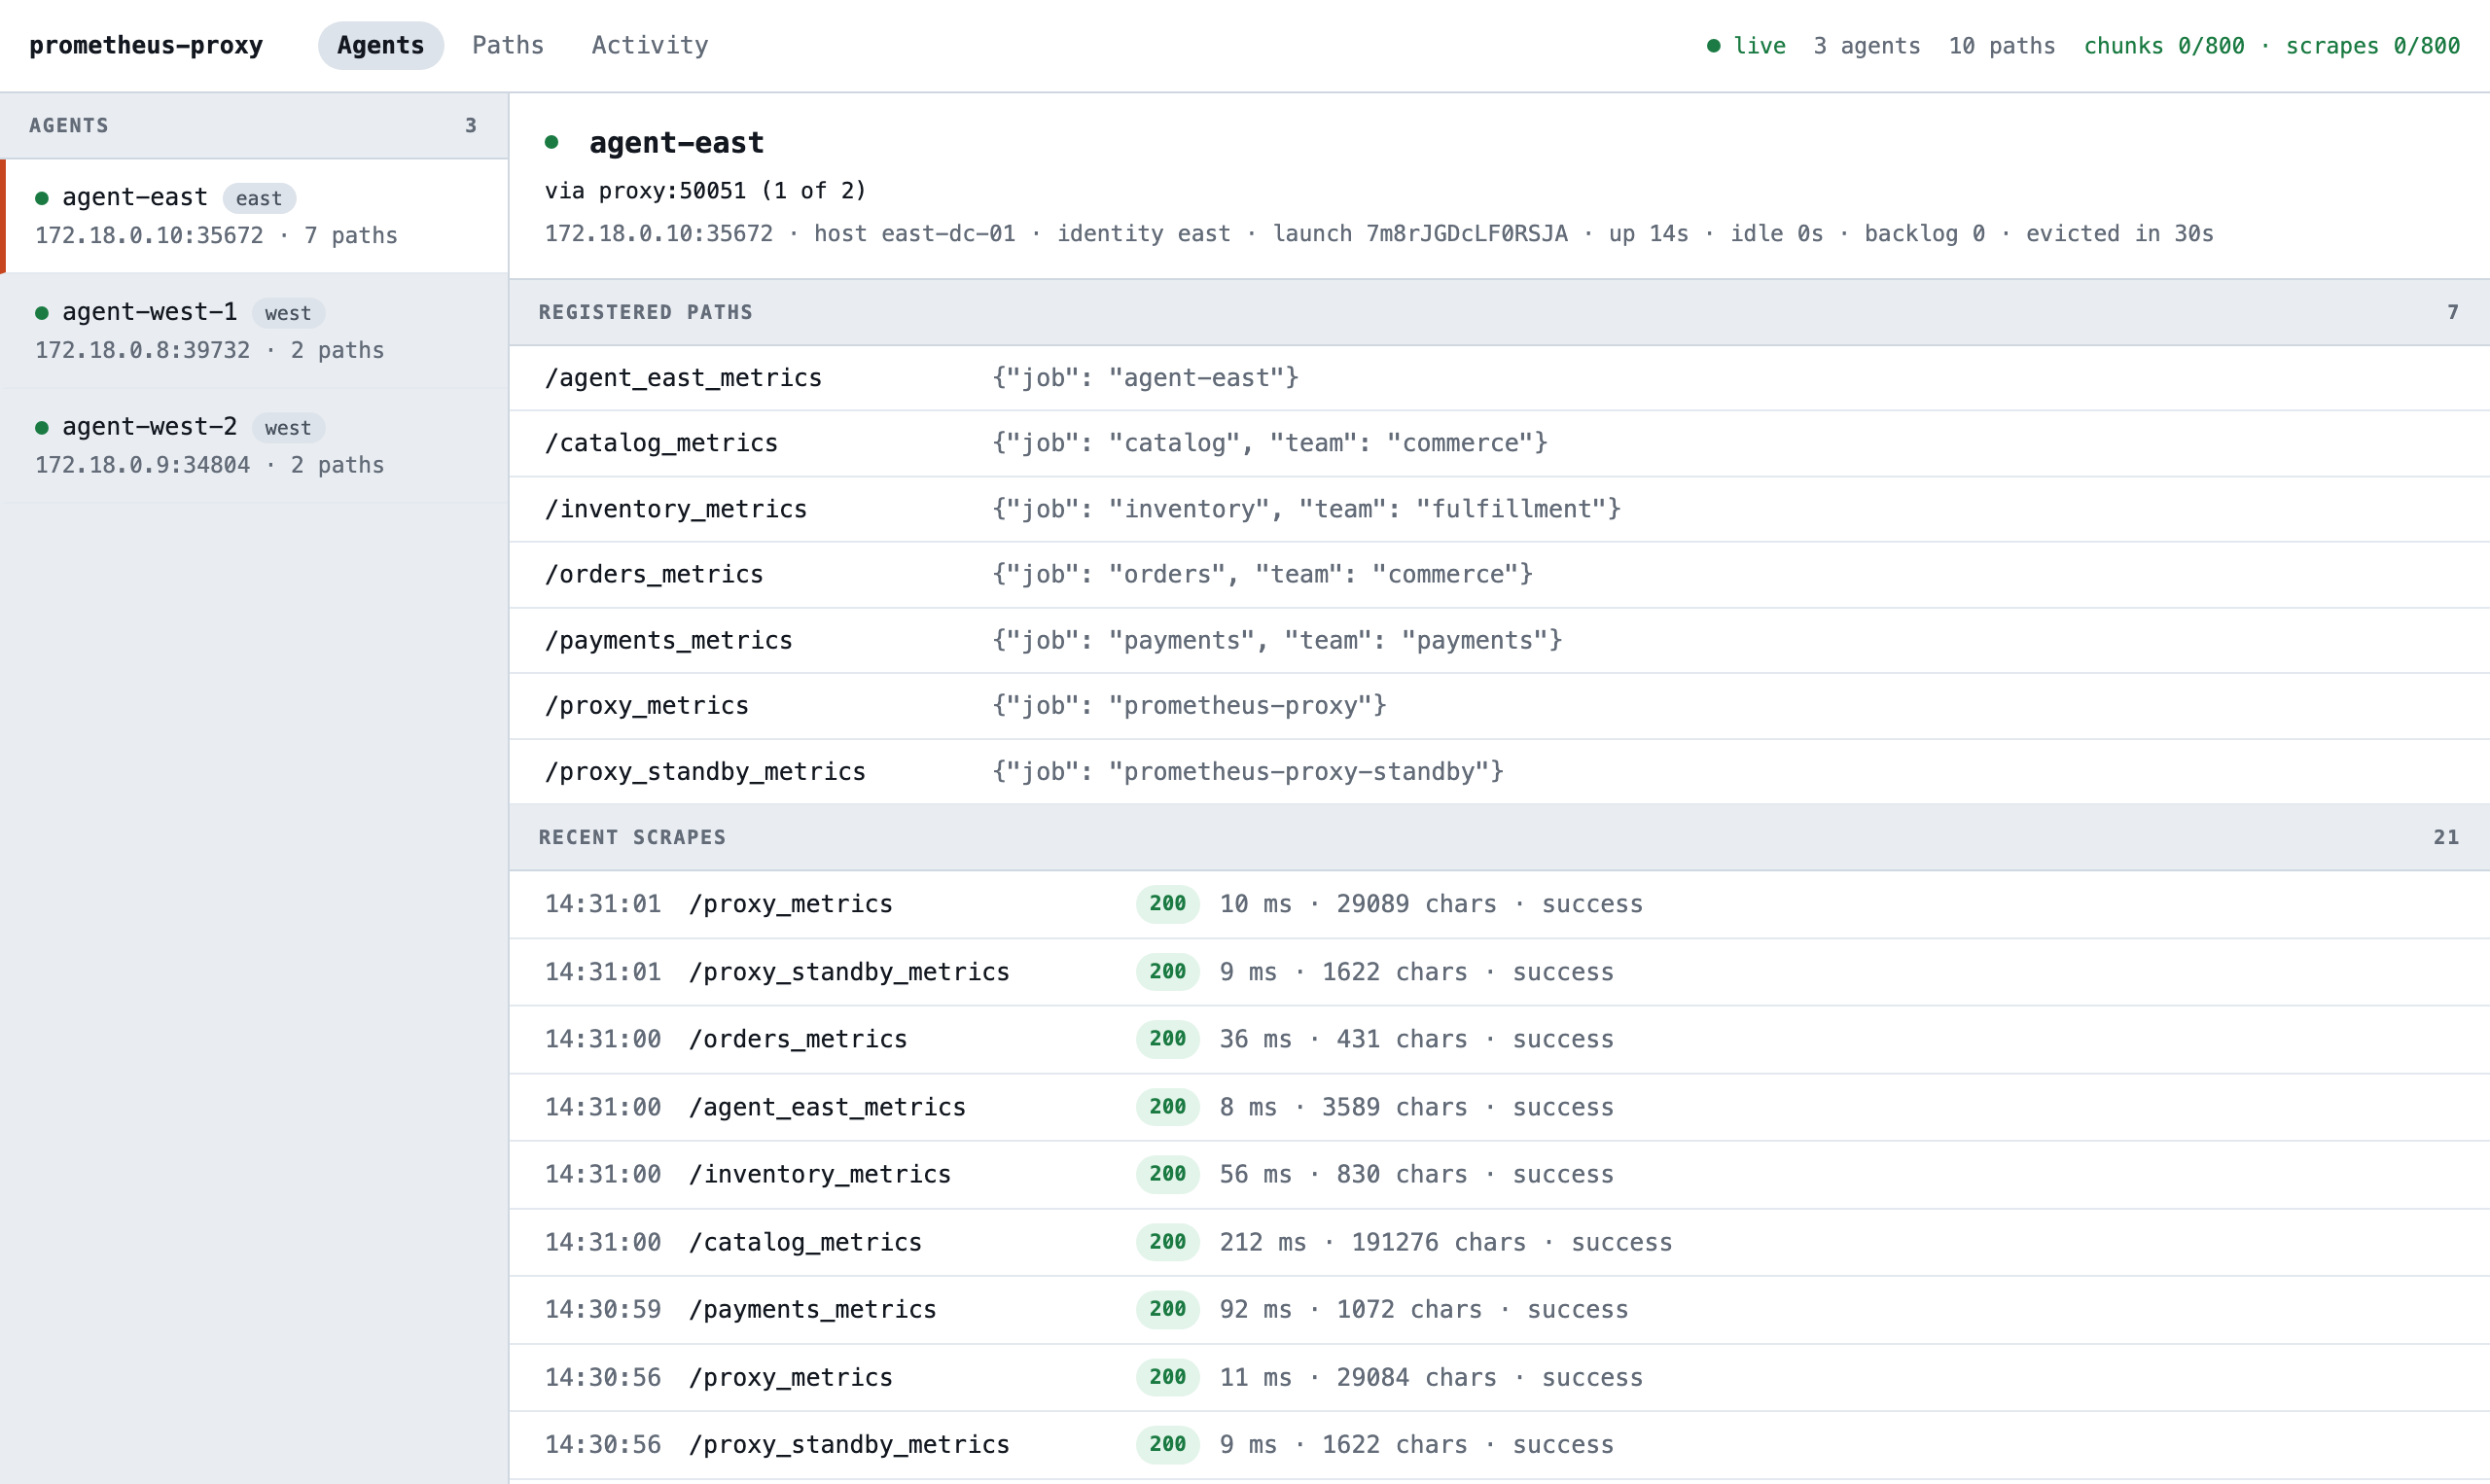 prometheus-proxy Agents Paths Activity live 3 agents 10 paths chunks 0/800 · scrapes 0/800
AGENTS 3
agent-east east
172.18.0.10:35672 · 7 paths
agent-west-1 west
172.18.0.8:39732 · 2 paths
agent-west-2 west
172.18.0.9:34804 · 2 paths
agent-east
via proxy:50051 (1 of 2)
172.18.0.10:35672 · host east-dc-01 · identity east · launch 7m8rJGDcLF0RSJA · up 14s · idle 0s · backlog 0 · evicted in 30s
REGISTERED PATHS 7
/agent_east_metrics {"job": "agent-east"}
/catalog_metrics {"job": "catalog", "team": "commerce"}
/inventory_metrics {"job": "inventory", "team": "fulfillment"}
/orders_metrics {"job": "orders", "team": "commerce"}
/payments_metrics {"job": "payments", "team": "payments"}
/proxy_metrics {"job": "prometheus-proxy"}
/proxy_standby_metrics {"job": "prometheus-proxy-standby"}
RECENT SCRAPES 21
14:31:01 /proxy_metrics 200 10 ms · 29089 chars · success
14:31:01 /proxy_standby_metrics 200 9 ms · 1622 chars · success
14:31:00 /orders_metrics 200 36 ms · 431 chars · success
14:31:00 /agent_east_metrics 200 8 ms · 3589 chars · success
14:31:00 /inventory_metrics 200 56 ms · 830 chars · success
14:31:00 /catalog_metrics 200 212 ms · 191276 chars · success
14:30:59 /payments_metrics 200 92 ms · 1072 chars · success
14:30:56 /proxy_metrics 200 11 ms · 29084 chars · success
14:30:56 /proxy_standby_metrics 200 9 ms · 1622 chars · success